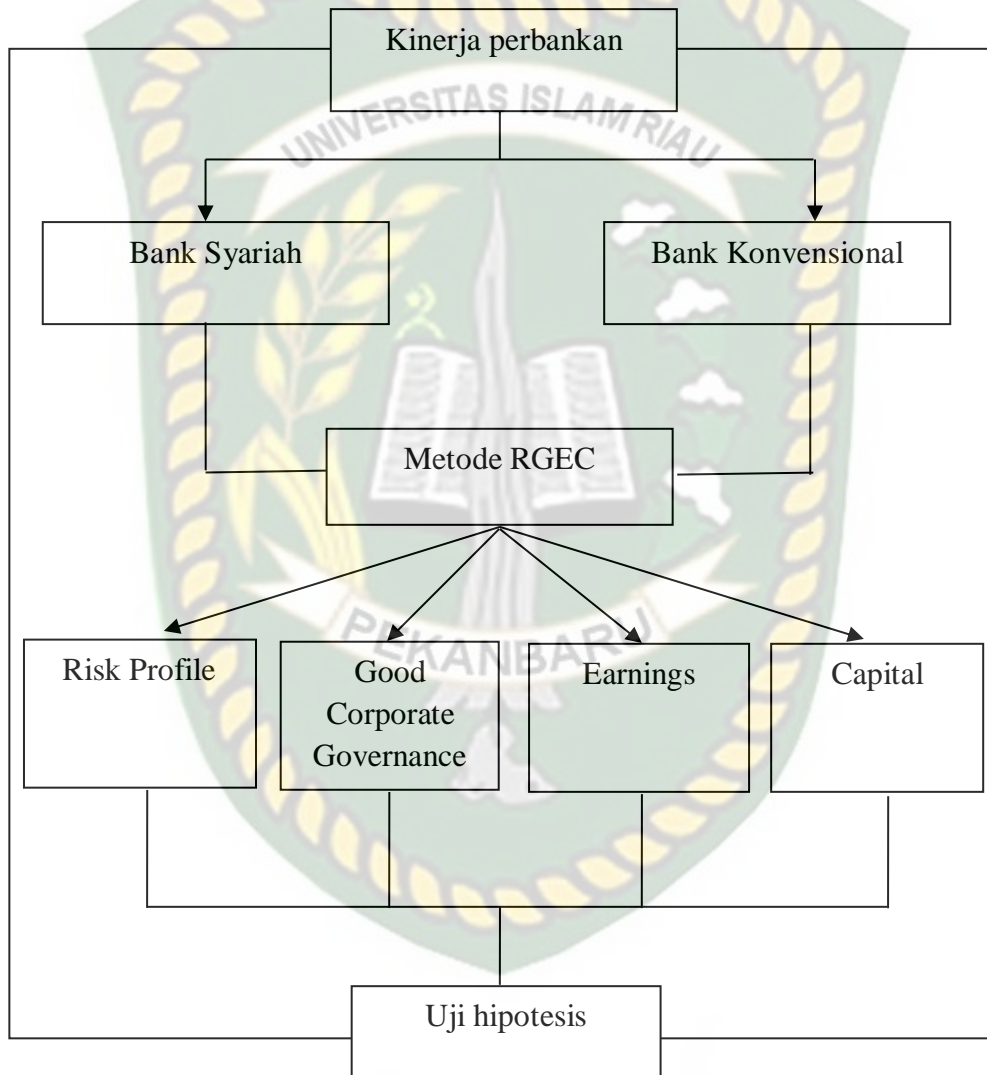 Kinerja perbankan
UNIVERSITAS ISLAM RIAU
Bank Syariah
Bank Konvensional
Metode RGEC
PEKANBARU
Risk Profile
Good
Corporate
Governance
Earnings
Capital
Uji hipotesis